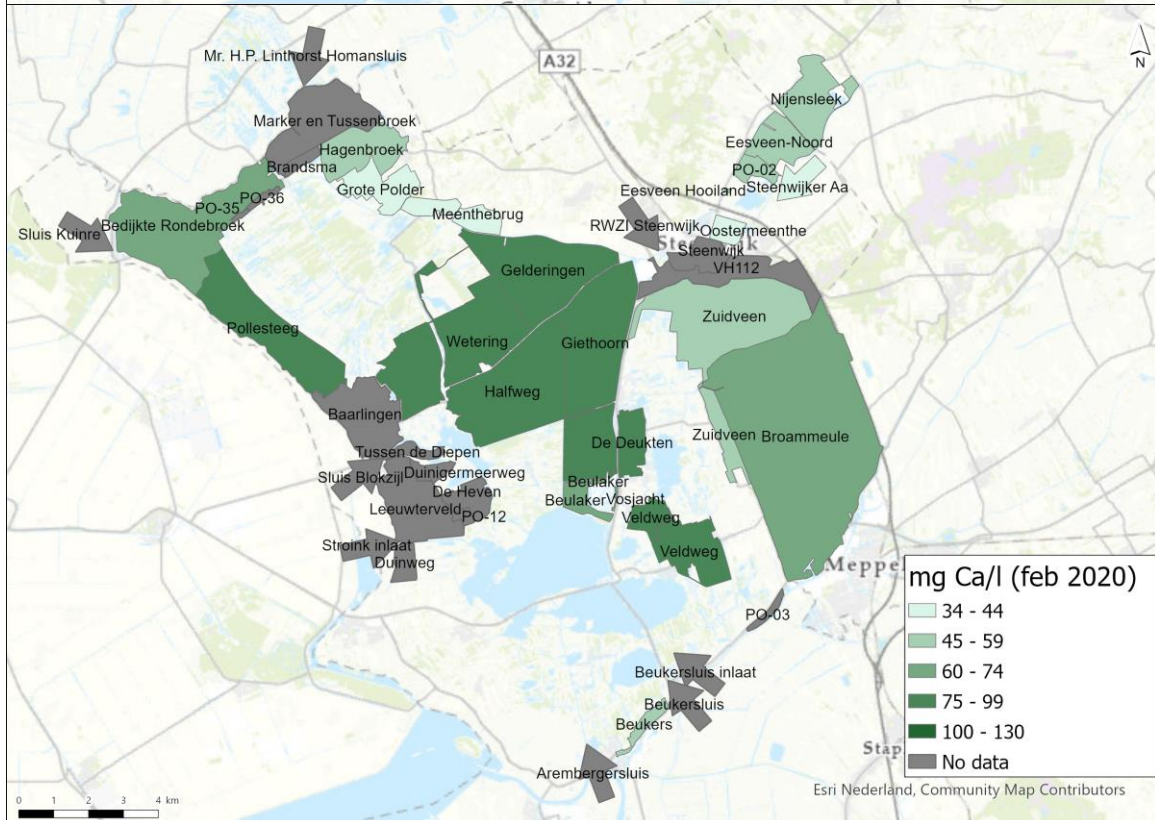 A32
Mr. H.P. Linthorst Homansluis
N
Nijensleek
Marker en Tussenbroek
Eesveen-Noord
Hagenbroek
Brandsma
PO-02
Grote Polder
Steenwijker Aa
Eesveen Hooiland
PO-36
PO-35
Meenthebrug
Bedijkte Rondebroek
RWZI Steenwijk
Oostermeenthe
Sluis Kuinre
Steenwijk
VH112
Gelderingen
Zuidveen
Pollesteeg
Wetering
Giethoorn
Halfweg
Baarlingen
Zuidveen
Broammeule
De Deukten
Tussen de Diepen
Sluis Blokzijl
Duinigermeerweg
Beulaker
De Heven
Beulaker
Vosjacht
Leeuwterveld
PO-12
Veldweg
Stroink inlaat
Veldweg
Duinweg
Meppel
PO-03
Beukersluis inlaat
Beukersluis
Beukers
Arembergersluis
Stap
mg Ca/l (feb 2020)
34 - 44
45 - 59
60 - 74
75 - 99
100 - 130
No data
Esri Nederland, Community Map Contributors
0 1 2 3 4 km